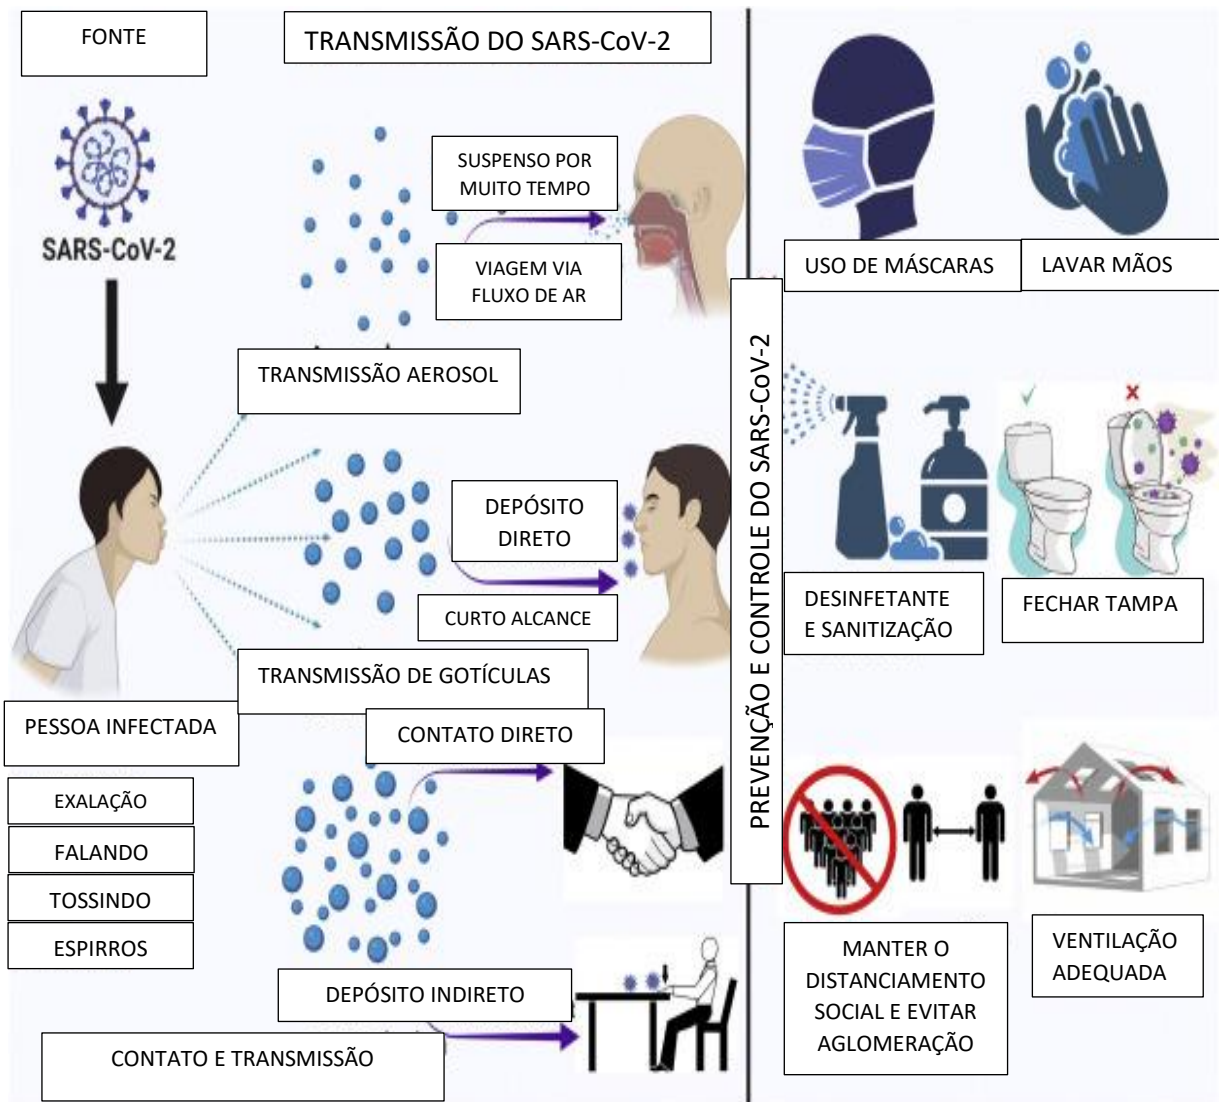 FONTE
TRANSMISSÃO DO SARS-CoV-2
SARS-CoV-2
SUSPENSO POR
MUITO TEMPO
VIAGEM VIA
FLUXO DE AR
TRANSMISSÃO AEROSOL
DEPÓSITO
DIRETO
CURTO ALCANCE
TRANSMISSÃO DE GOTÍCULAS
PESSOA INFECTADA
EXALAÇÃO
FALANDO
TOSSINDO
ESPIRROS
CONTATO DIRETO
DEPÓSITO INDIRETO
CONTATO E TRANSMISSÃO
PREVENÇÃO E CONTROLE DO SARS-CoV-2
USO DE MÁSCARAS
LAVAR MÃOS
DESINFETANTE
E SANITIZAÇÃO
FECHAR TAMPA
MANTER O
DISTANCIAMENTO
SOCIAL E EVITAR
AGLOMERAÇÃO
VENTILAÇÃO
ADEQUADA